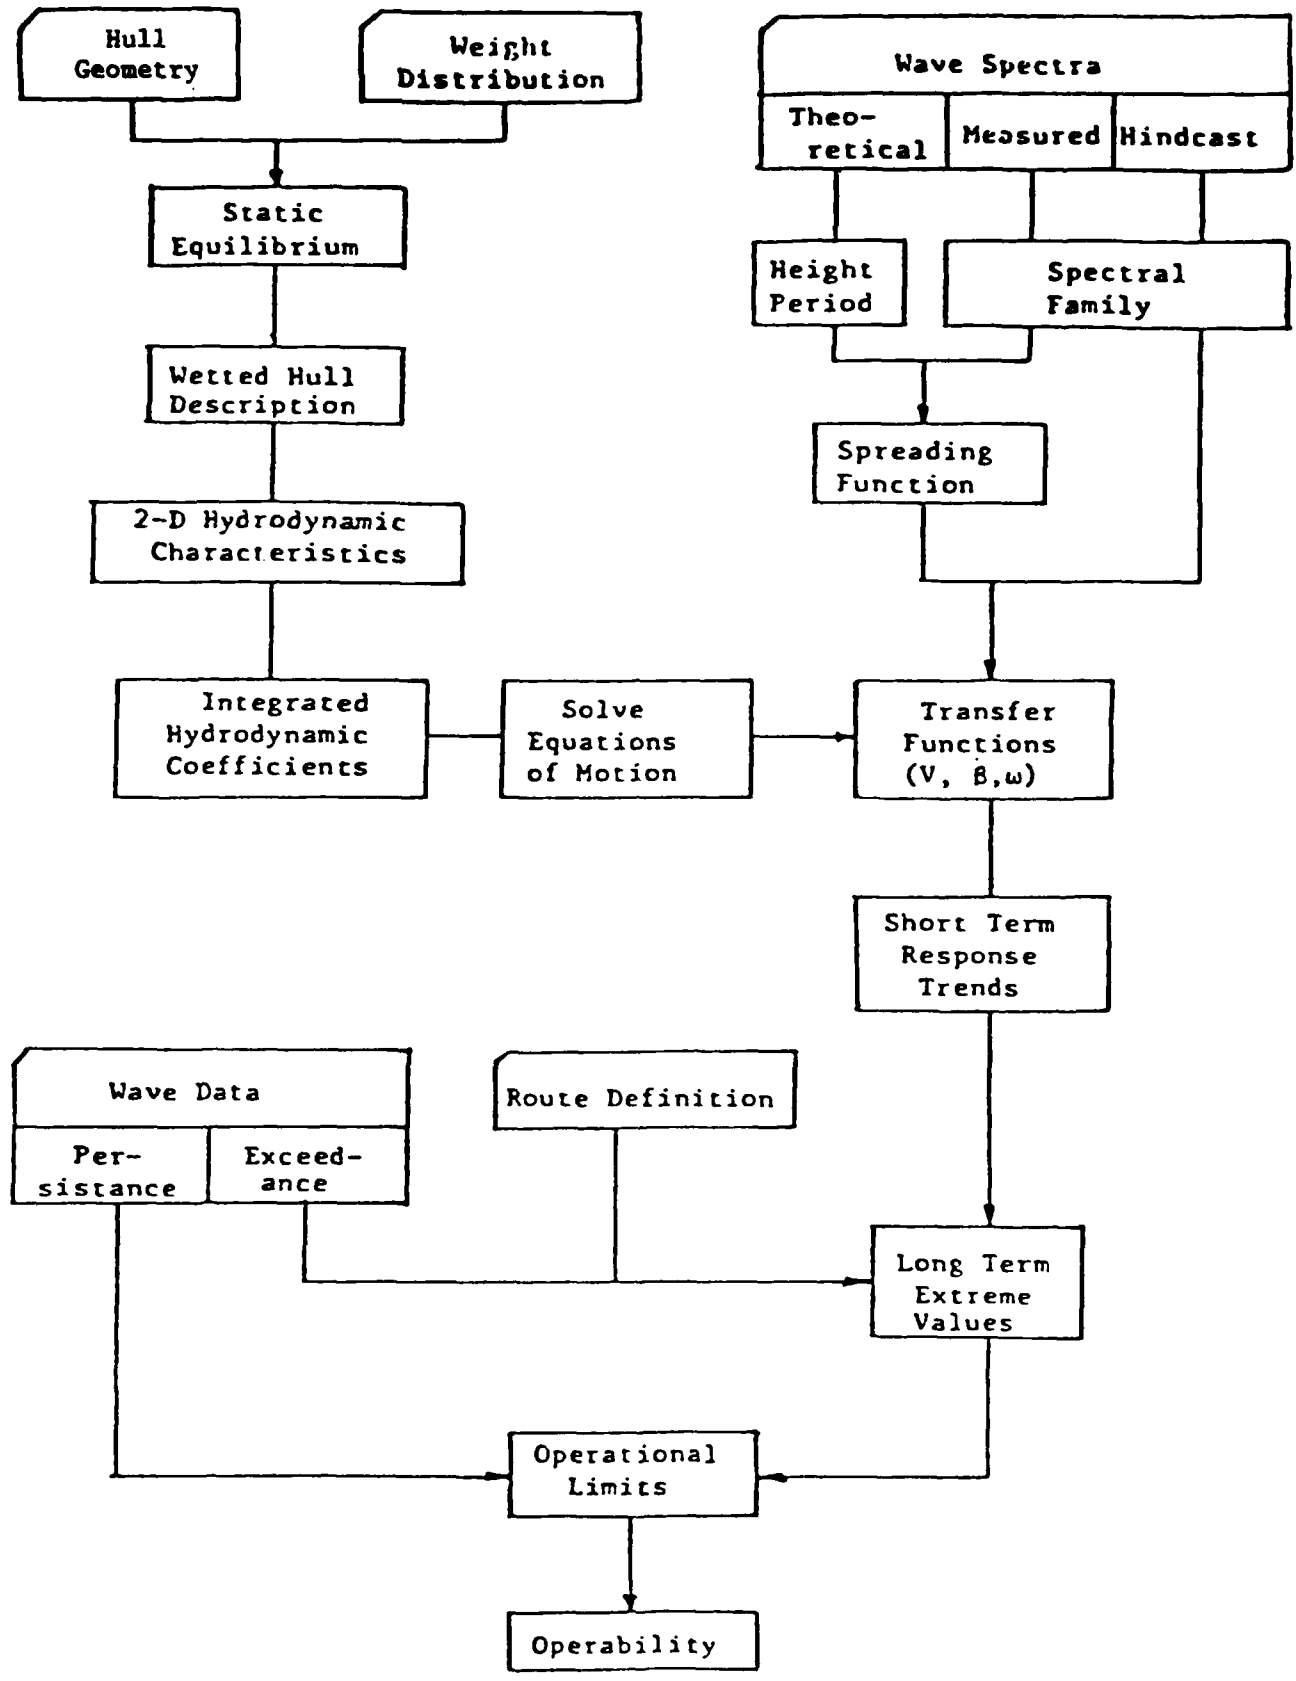 Hull
Geometry
Weight
Distribution
Wave Spectra
Theo-
retical
Measured
Hindcast
Static
Equilibrium
Height
Period
Spectral
Family
Wetted Hull
Description
Spreading
Function
2-D Hydrodynamic
Characteristics
Integrated
Hydrodynamic
Coefficients
Solve
Equations
of Motion
Transfer
Functions
(V, β,ω)
Short Term
Response
Trends
Wave Data
Per-
sistance
Exceed-
ance
Route Definition
Long Term
Extreme
Values
Operational
Limits
Operability